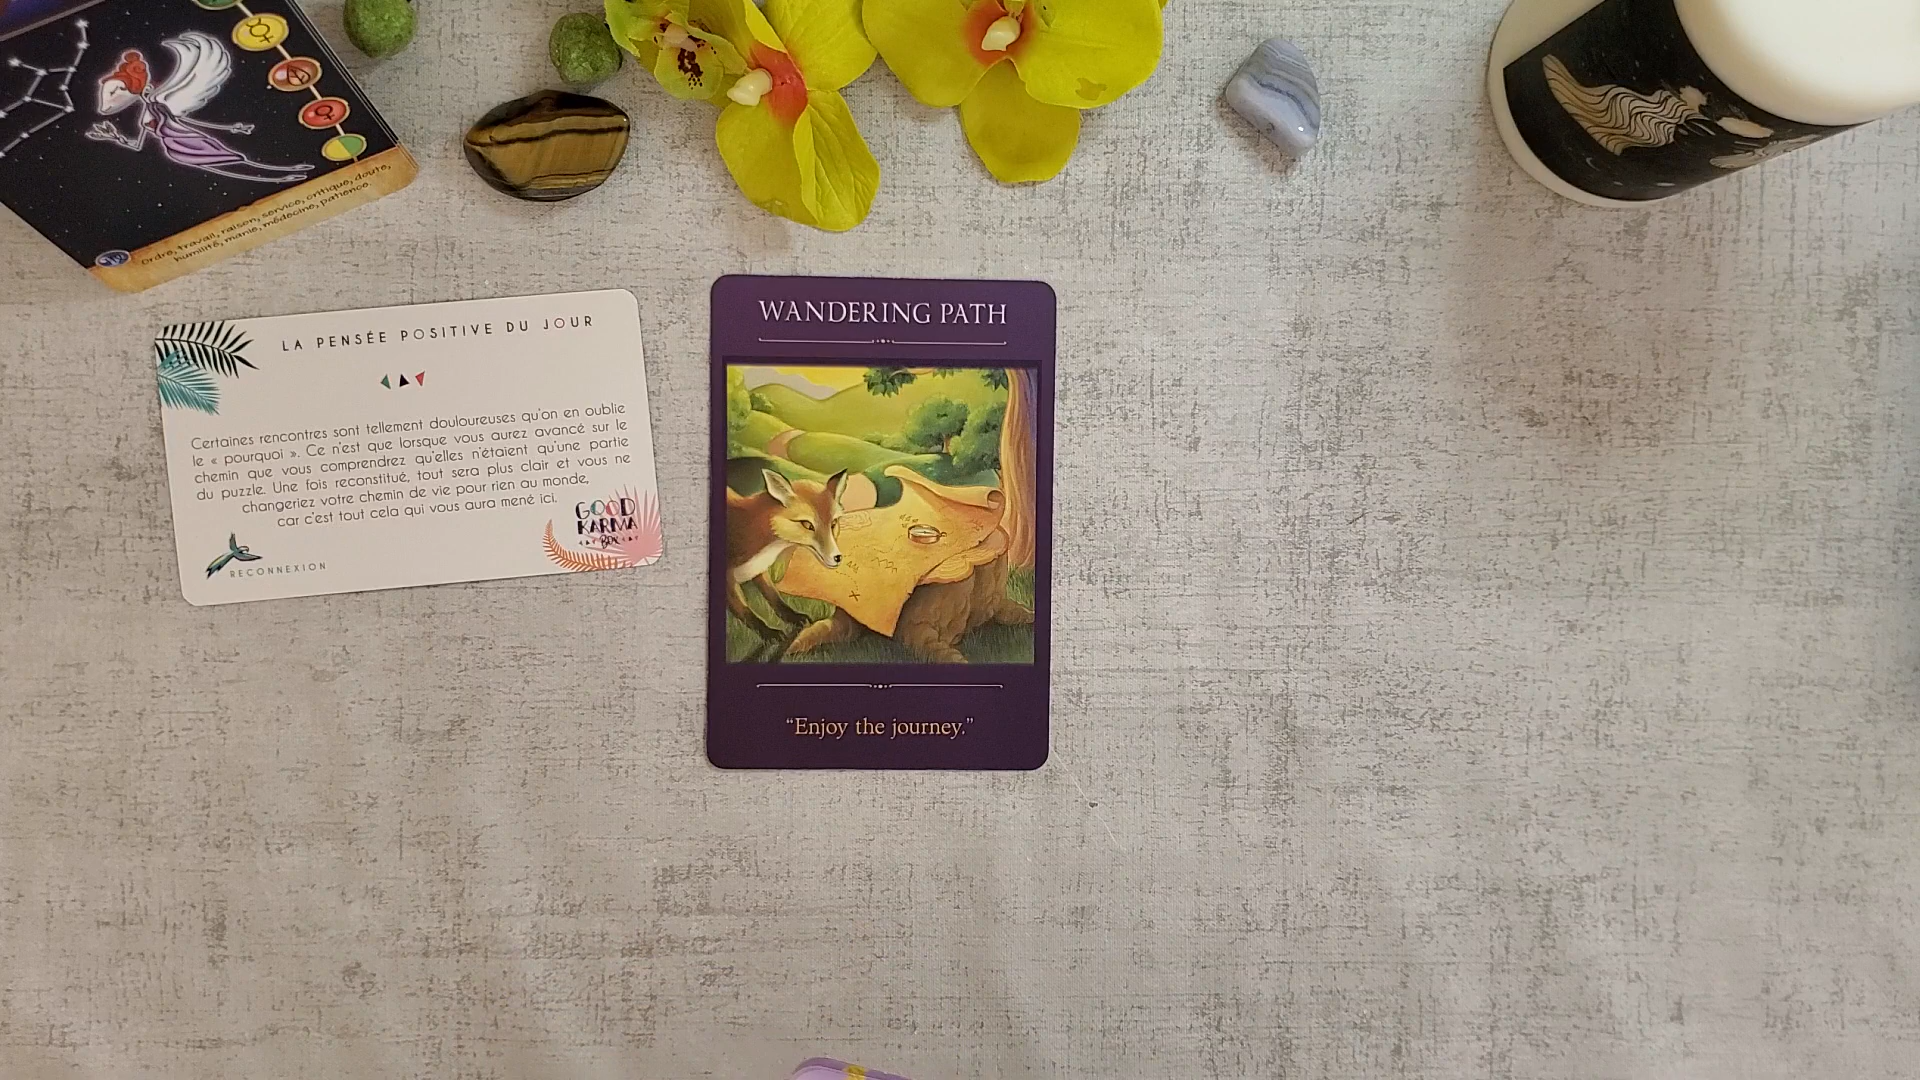 Ordre, travail, raison, service, critique, doute,
humilité, manie, médecine, patience.
LA PENSÉE POSITIVE DU JOUR
Certaines rencontres sont tellement douloureuses qu'on en oublie
le « pourquoi ». Ce n'est que lorsque vous aurez avancé sur le
chemin que vous comprendrez qu'elles n'étaient qu'une partie
du puzzle. Une fois reconstitué, tout sera plus clair et vous ne
changeriez votre chemin de vie pour rien au monde,
car c'est tout cela qui vous aura mené ici.
GOOD
KARMA
BOX
RECONNEXION
WANDERING PATH
“Enjoy the journey.”